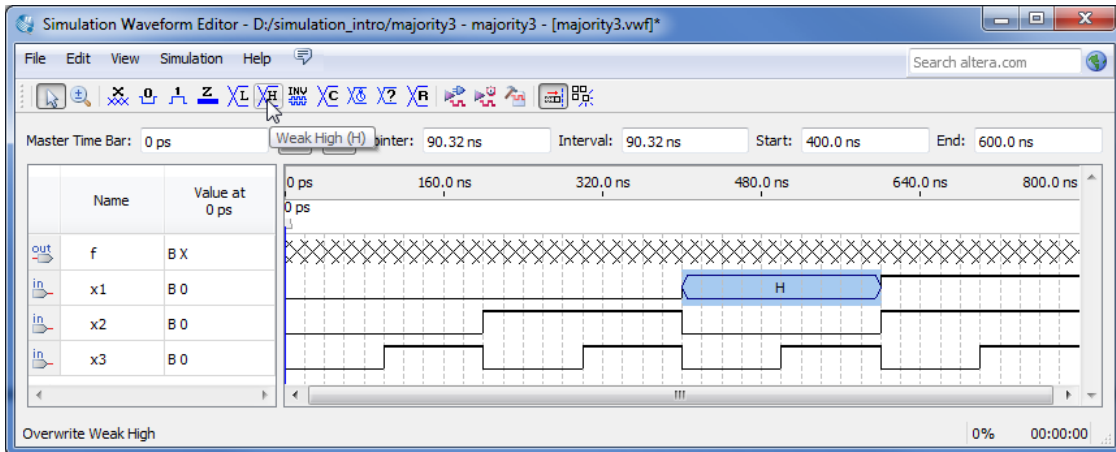 Simulation Waveform Editor - D:/simulation_intro/majority3 - majority3 - [majority3.vwf]*
File Edit View Simulation Help Search altera.com
X 0 1 Z L H INV C 2 R
Master Time Bar: 0 ps Pointer: 90.32 ns Interval: 90.32 ns Start: 400.0 ns End: 600.0 ns
Weak High (H)
Name Value at 0 ps
0 ps 160.0 ns 320.0 ns 480.0 ns 640.0 ns 800.0 ns
0 ps
out f B X
in x1 B 0 H
in x2 B 0
in x3 B 0
Overwrite Weak High 0% 00:00:00